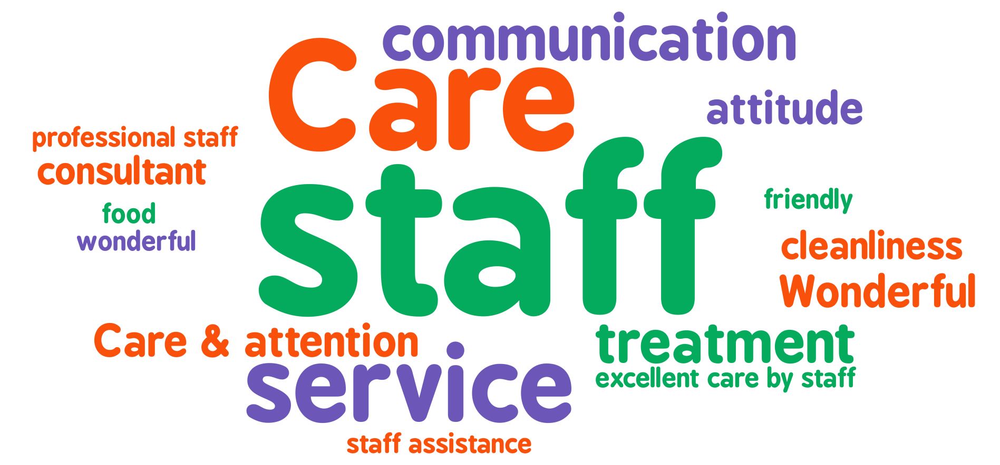 communication
Care
attitude
professional staff
consultant
staff
friendly
food
wonderful
cleanliness
Wonderful
Care & attention
treatment
service
excellent care by staff
staff assistance